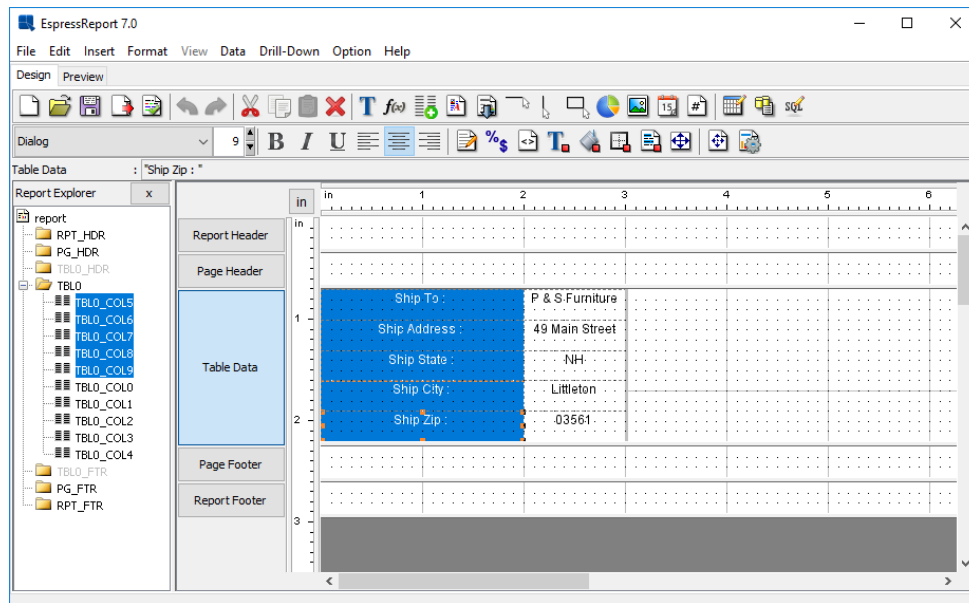 EspressReport 7.0
File Edit Insert Format View Data Drill-Down Option Help
Design Preview
Dialog 9 B I U
Table Data : "Ship Zip : "
Report Explorer x
report
RPT_HDR
PG_HDR
TBL0_HDR
TBL0
TBL0_COL5
TBL0_COL6
TBL0_COL7
TBL0_COL8
TBL0_COL9
TBL0_COL0
TBL0_COL1
TBL0_COL2
TBL0_COL3
TBL0_COL4
TBL0_FTR
PG_FTR
RPT_FTR
in in 1 2 3 4 5 6
in
1
2
3
Report Header
Page Header
Table Data
Page Footer
Report Footer
Ship To : P & S Furniture
Ship Address : 49 Main Street
Ship State : NH
Ship City : Littleton
Ship Zip : 03561